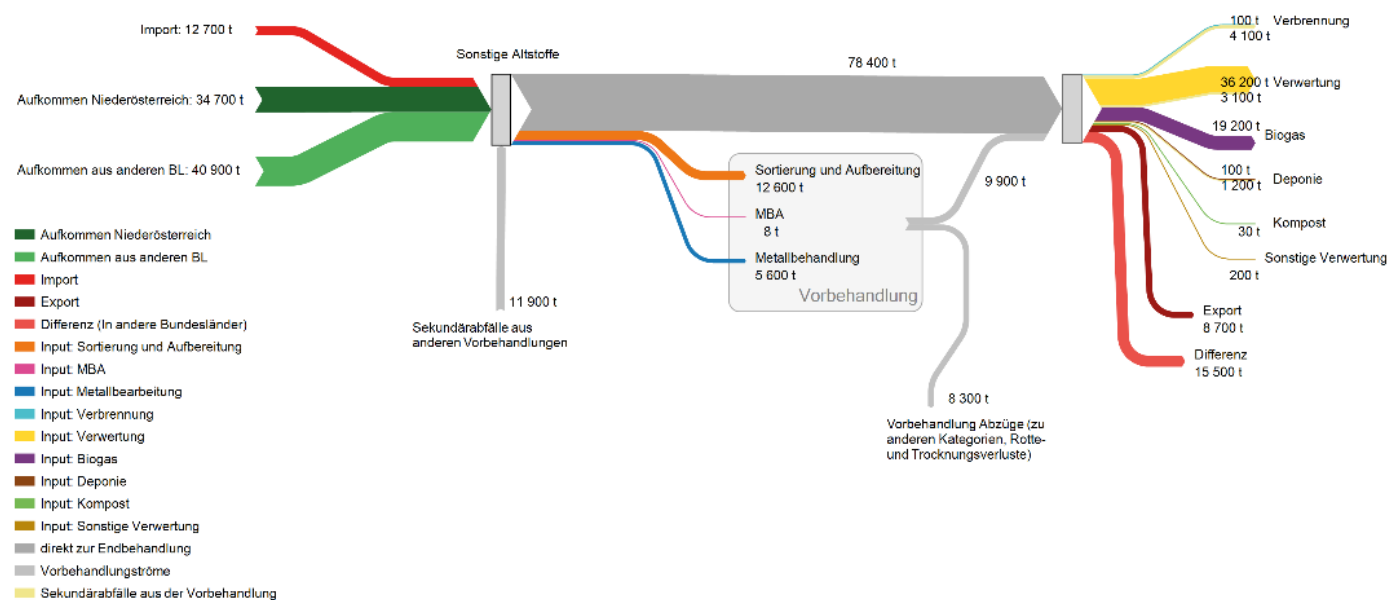 Import: 12 700 t
Aufkommen Niederösterreich: 34 700 t
Aufkommen aus anderen BL: 40 900 t
Sonstige Altstoffe
78 400 t
11 900 t
Sekundärabfälle aus
anderen Vorbehandlungen
Sortierung und Aufbereitung
12 600 t
MBA
8 t
Metallbehandlung
5 600 t
Vorbehandlung
9 900 t
8 300 t
Vorbehandlung Abzüge (zu
anderen Kategorien, Rotte-
und Trocknungsverluste)
100 t Verbrennung
4 100 t
36 200 t Verwertung
3 100 t
19 200 t
Biogas
100 t
Deponie
1 200 t
Kompost
30 t
Sonstige Verwertung
200 t
Export
8 700 t
Differenz
15 500 t
Aufkommen Niederösterreich
Aufkommen aus anderen BL
Import
Export
Differenz (In andere Bundesländer)
Input: Sortierung und Aufbereitung
Input: MBA
Input: Metallbearbeitung
Input: Verbrennung
Input: Verwertung
Input: Biogas
Input: Deponie
Input: Kompost
Input: Sonstige Verwertung
direkt zur Endbehandlung
Vorbehandlungströme
Sekundärabfälle aus der Vorbehandlung